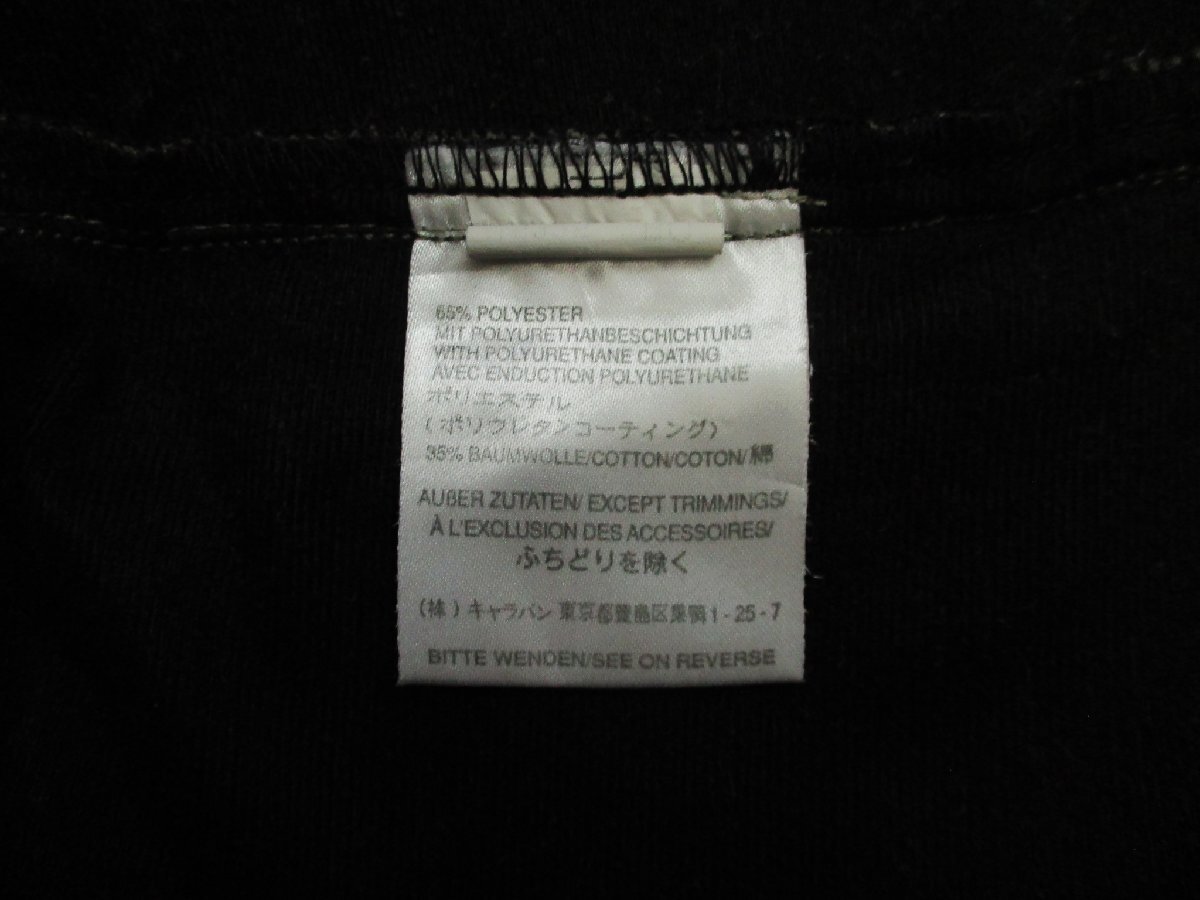 65% POLYESTER
MIT POLYURETHANBESCHICHTUNG
WITH POLYURETHANE COATING
AVEC ENDUCTION POLYURETHANE
ポリエステル
(ポリウレタンコーティング)
35% BAUMWOLLE/COTTON/COTON/綿
AUßER ZUTATEN/ EXCEPT TRIMMINGS/
À L'EXCLUSION DES ACCESSOIRES/
ふちどりを除く
(株) キャラバン 東京都豊島区巣鴨1-25-7
BITTE WENDEN/SEE ON REVERSE